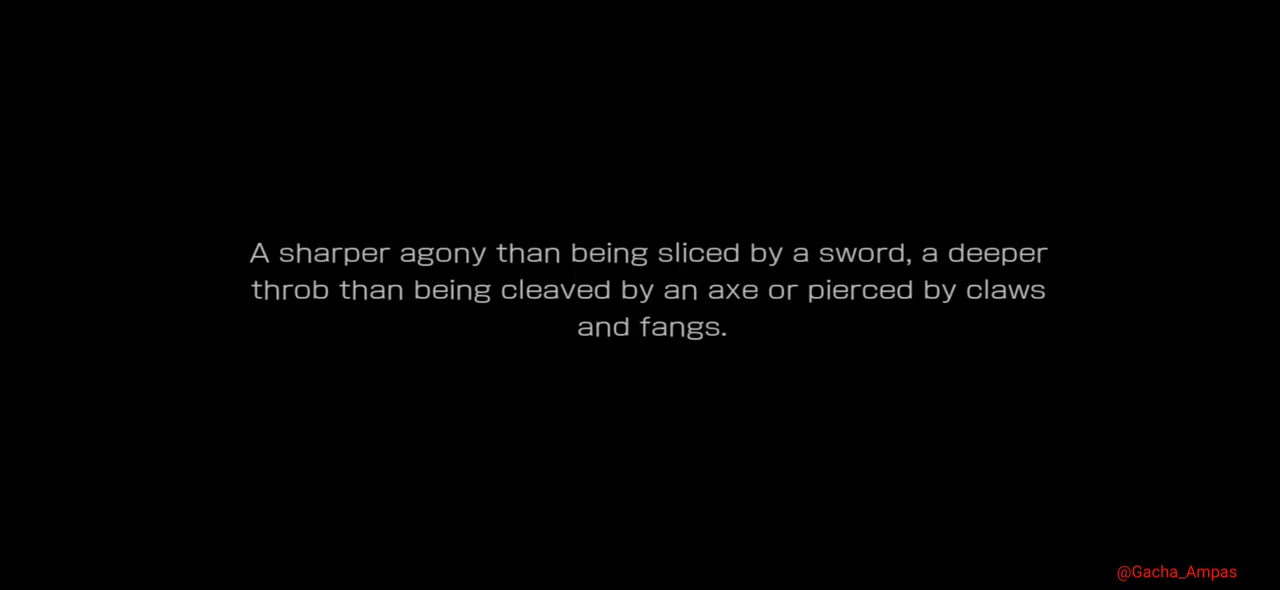 A sharper agony than being sliced by a sword, a deeper
throb than being cleaved by an axe or pierced by claws
and fangs.
@Gacha_Ampas